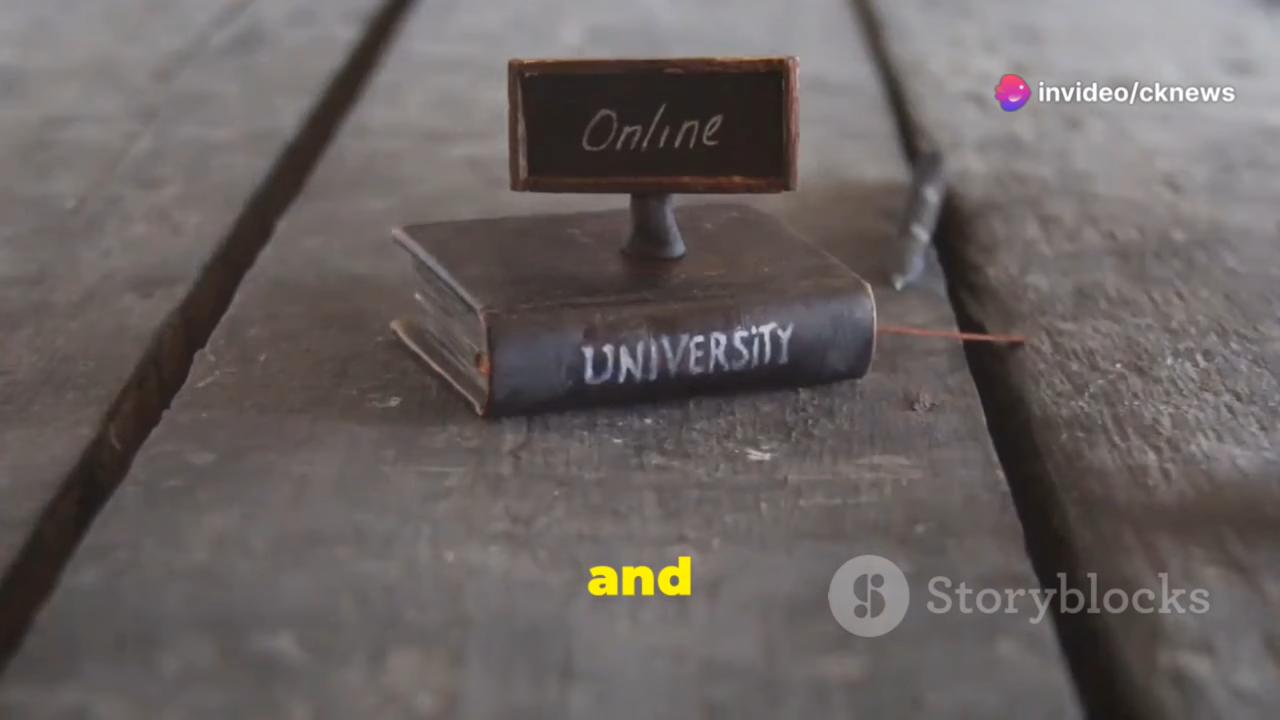 invideo/cknews
Online
UNIVERSITY
and
Storyblocks